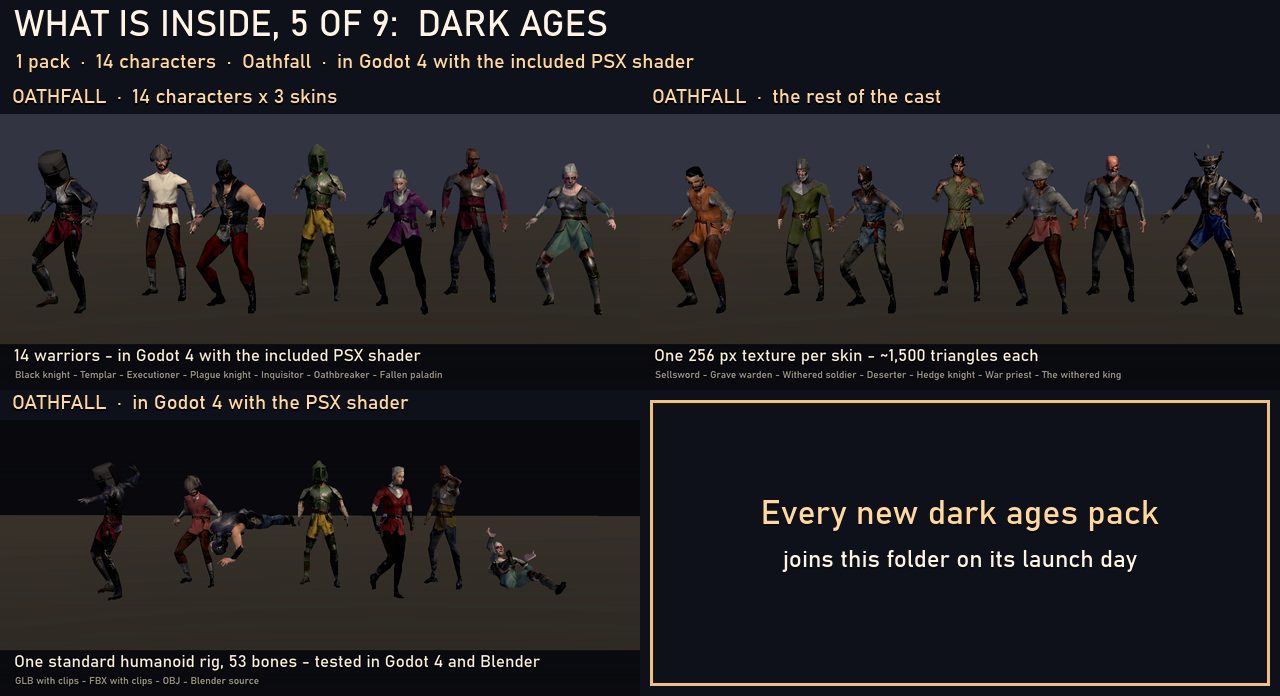 WHAT IS INSIDE, 5 OF 9: DARK AGES
1 pack · 14 characters · Oathfall · in Godot 4 with the included PSX shader
OATHFALL · 14 characters x 3 skins
OATHFALL · the rest of the cast
14 warriors - in Godot 4 with the included PSX shader
Black knight - Templar - Executioner - Plague knight - Inquisitor - Oathbreaker - Fallen paladin
One 256 px texture per skin - ~1,500 triangles each
Sellsword - Grave warden - Withered soldier - Deserter - Hedge knight - War priest - The withered king
OATHFALL · in Godot 4 with the PSX shader
One standard humanoid rig, 53 bones - tested in Godot 4 and Blender
GLB with clips - FBX with clips - OBJ - Blender source
Every new dark ages pack
joins this folder on its launch day